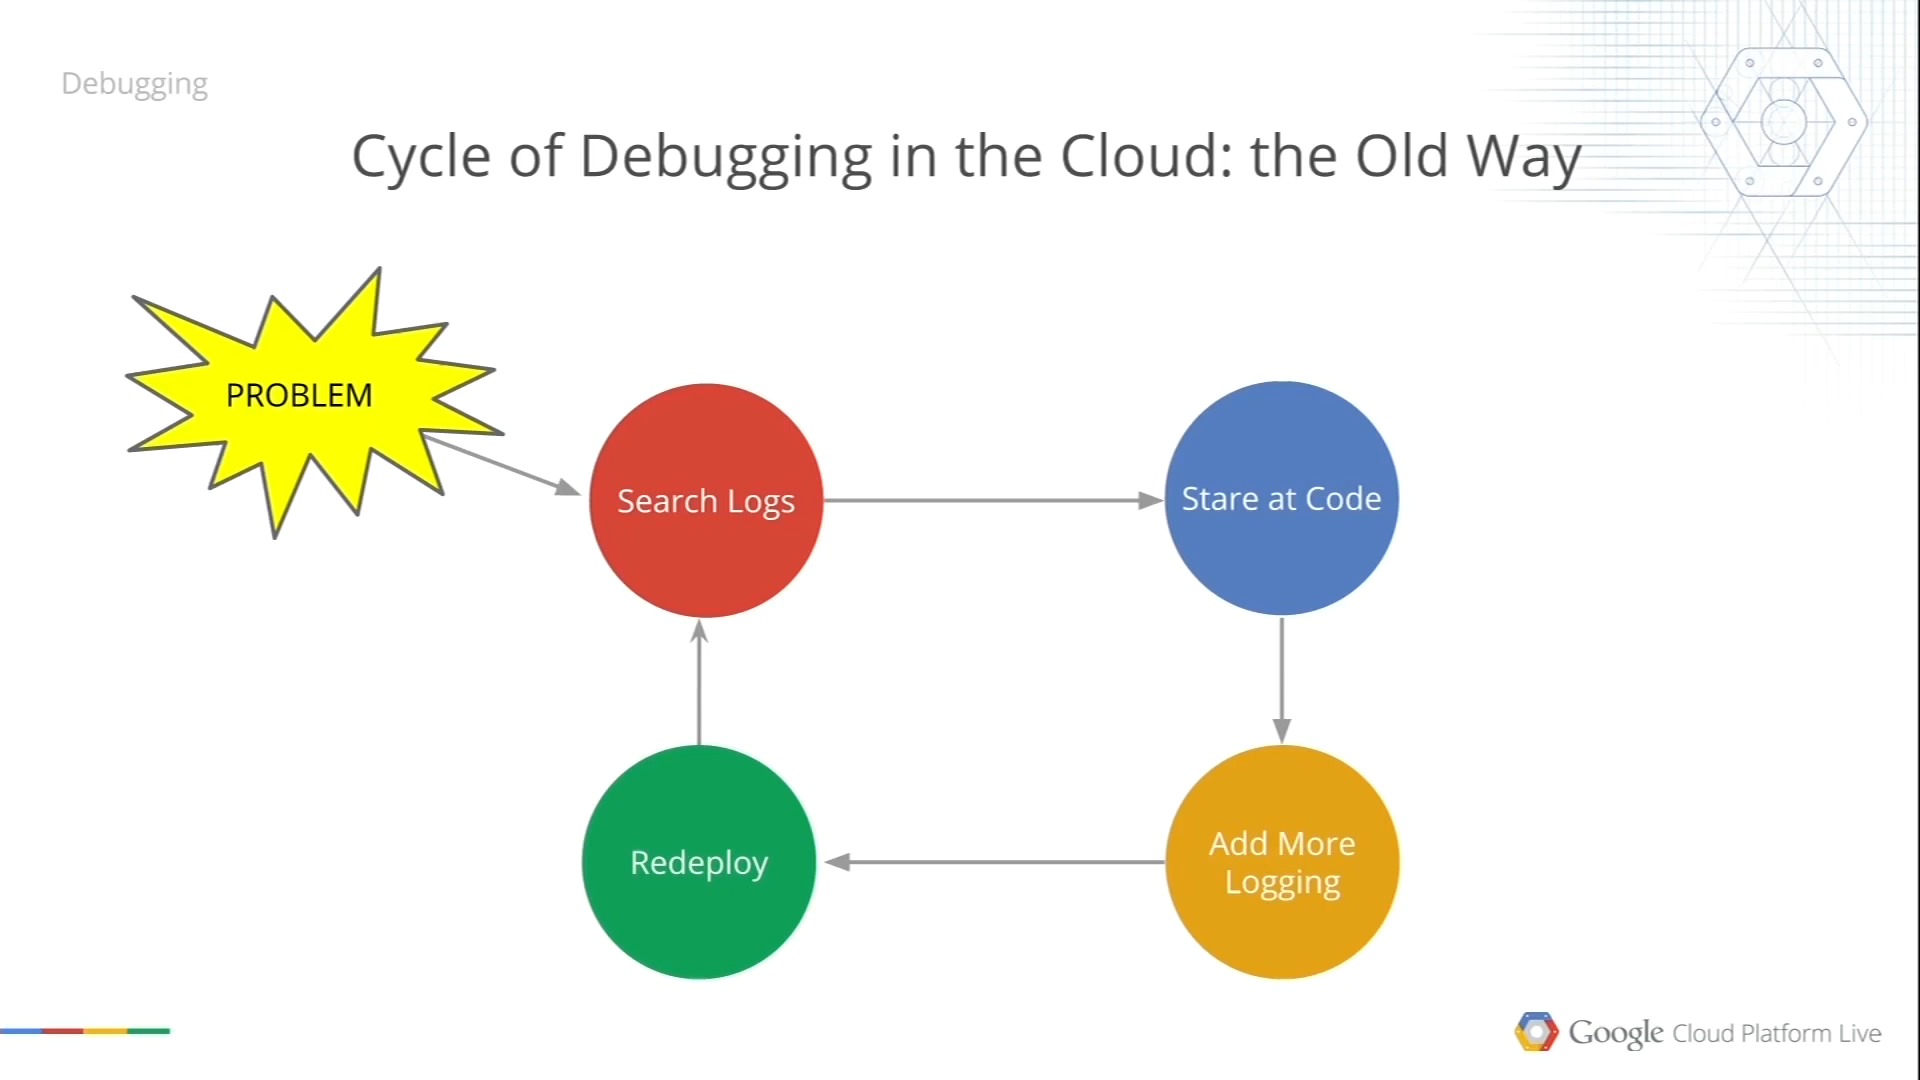 Debugging
Cycle of Debugging in the Cloud: the Old Way
PROBLEM
Search Logs
Stare at Code
Redeploy
Add More
Logging
Google Cloud Platform Live